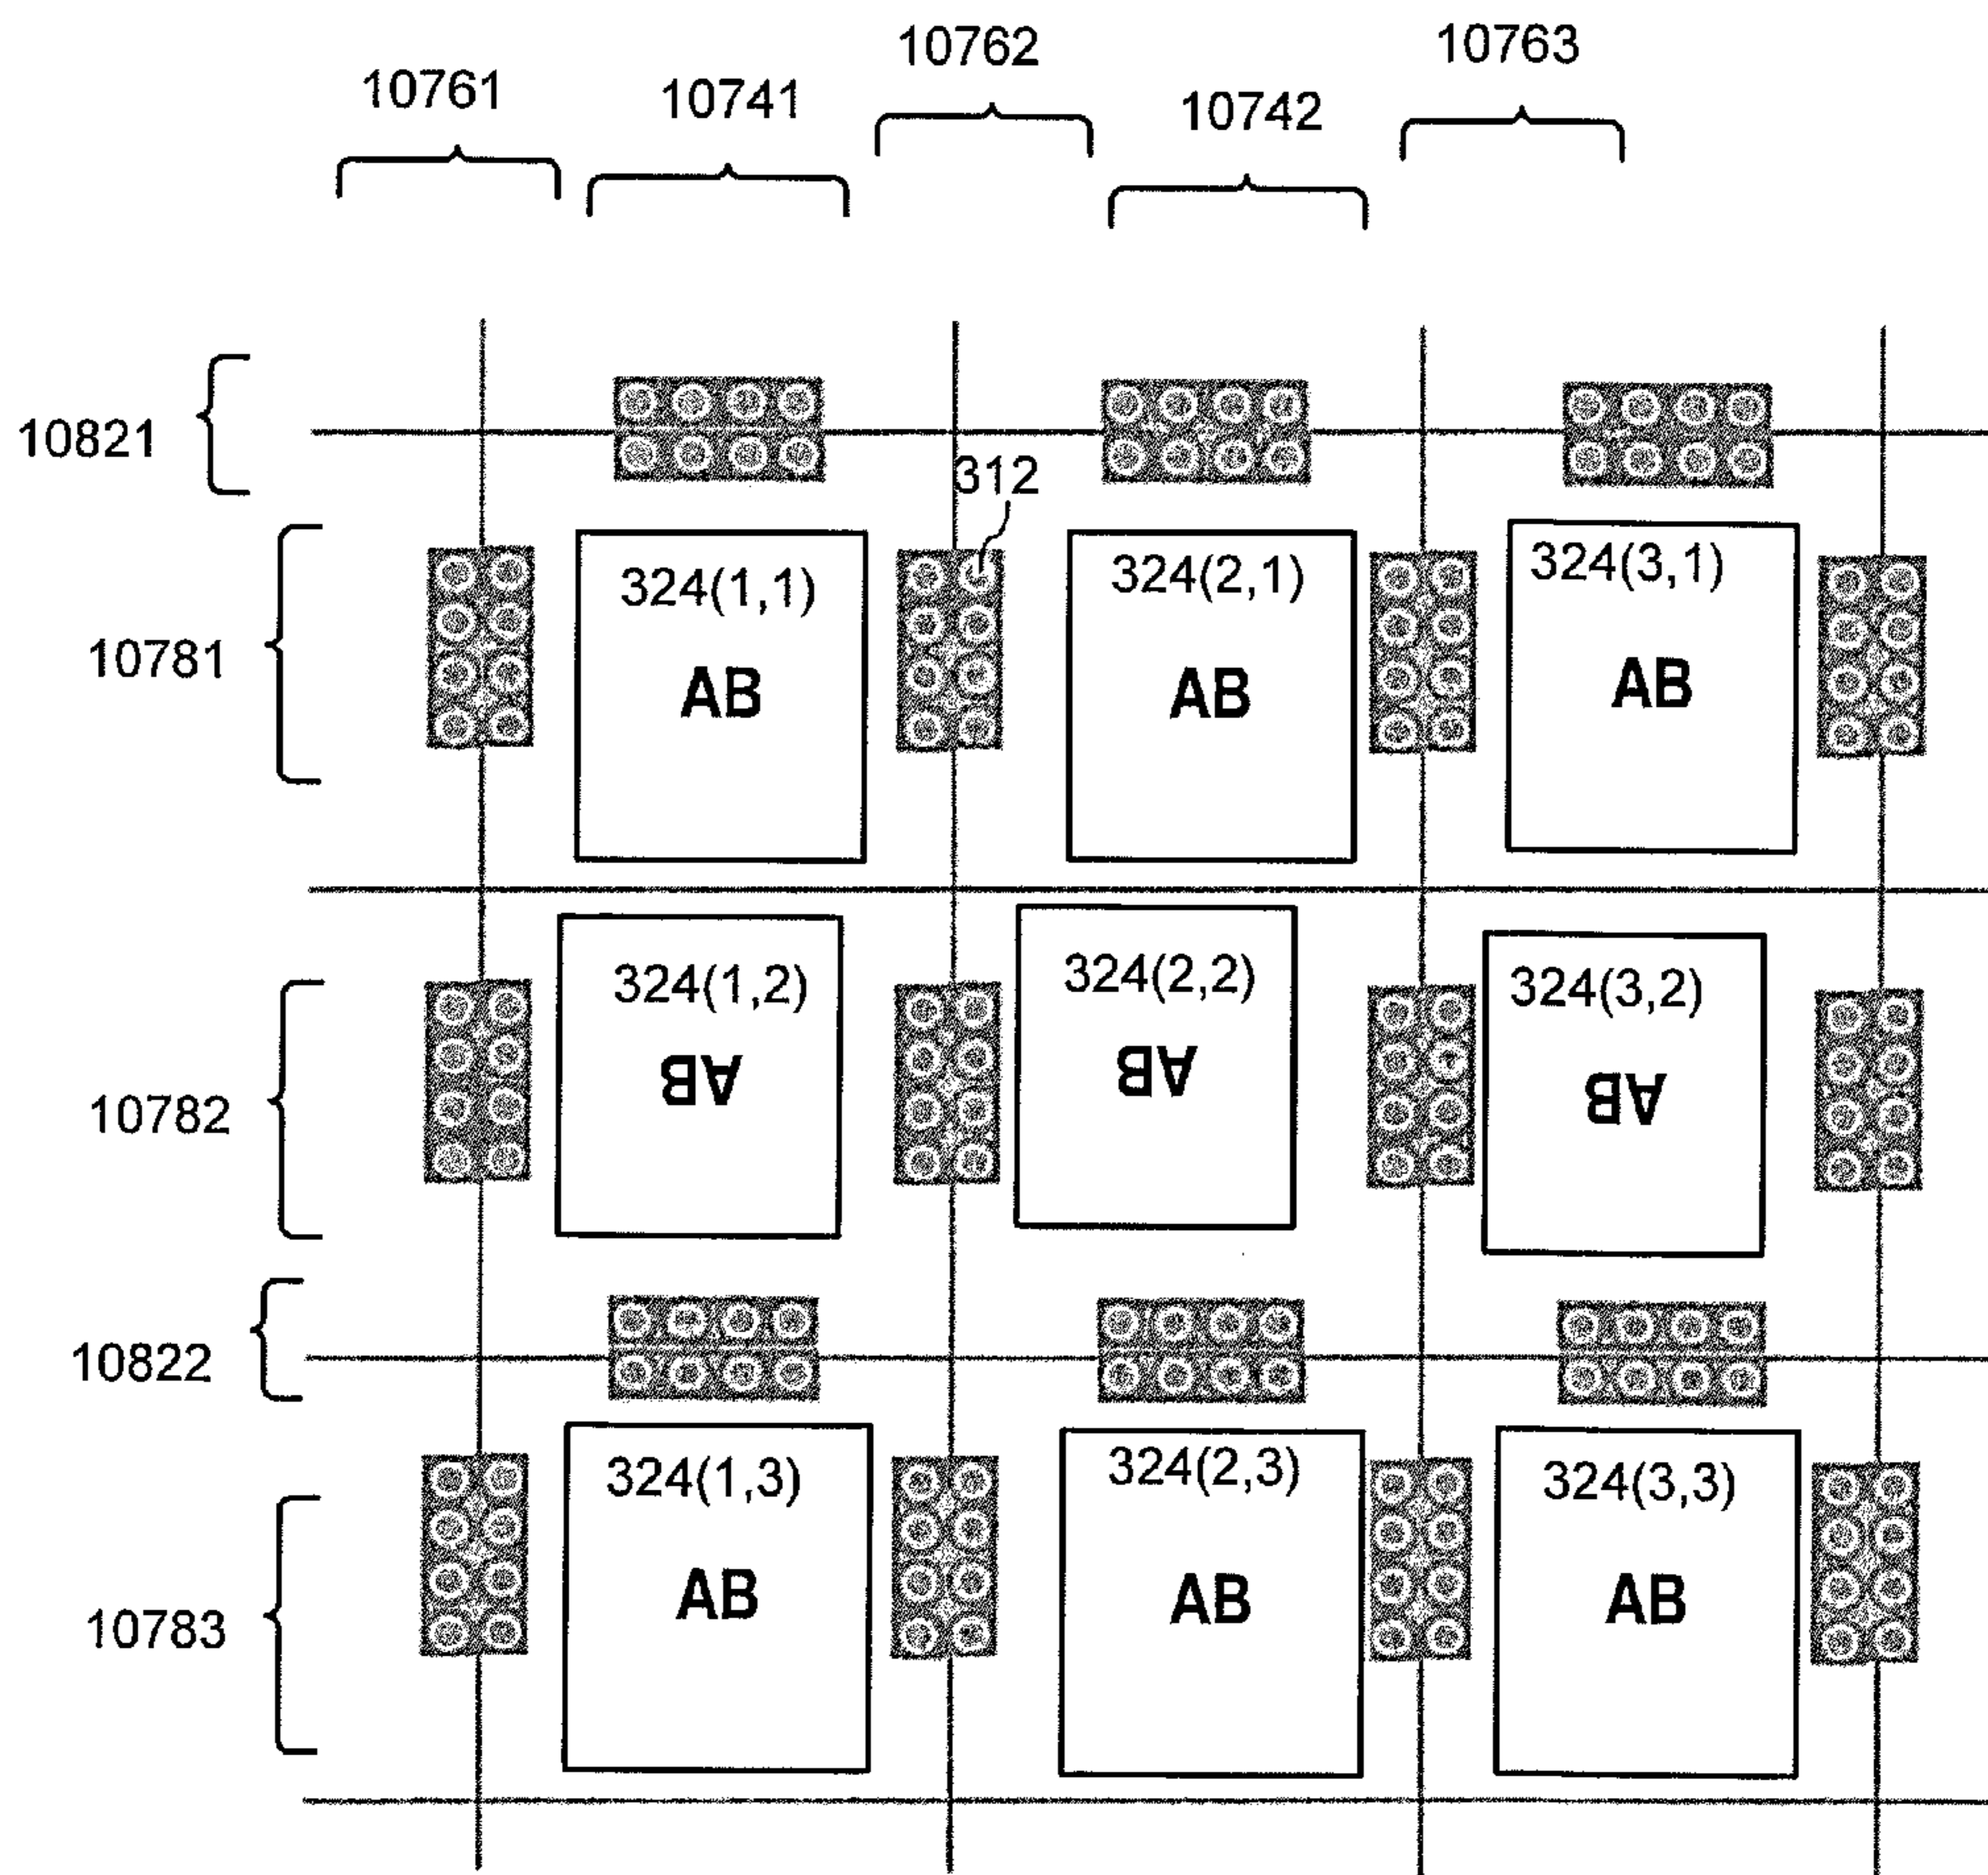 10761 10741 10762 10742 10763
10821
312
10781
324(1,1) 324(2,1) 324(3,1)
AB AB AB
10782
324(1,2) 324(2,2) 324(3,2)
AB AB AB
10822
324(1,3) 324(2,3) 324(3,3)
10783
AB AB AB